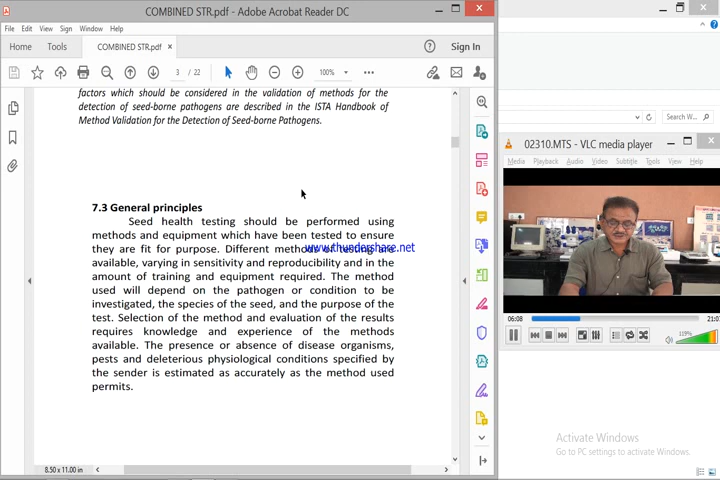 COMBINED STR.pdf - Adobe Acrobat Reader DC
File Edit View Sign Window Help
Home Tools COMBINED STR.pdf × Sign In
3 / 22 100%
factors which should be considered in the validation of methods for the
detection of seed-borne pathogens are described in the ISTA Handbook of
Method Validation for the Detection of Seed-borne Pathogens.
7.3 General principles
Seed health testing should be performed using
methods and equipment which have been tested to ensure
they are fit for purpose. Different methods of testing are
www.thundershare.net
available, varying in sensitivity and reproducibility and in the
amount of training and equipment required. The method
used will depend on the pathogen or condition to be
investigated, the species of the seed, and the purpose of the
test. Selection of the method and evaluation of the results
requires knowledge and experience of the methods
available. The presence or absence of disease organisms,
pests and deleterious physiological conditions specified by
the sender is estimated as accurately as the method used
permits.
8.50 x 11.00 in
Search W...
02310.MTS - VLC media player
Media Playback Audio Video Subtitle Tools View Help
06:08 21:0
119%
Activate Windows
Go to PC settings to activate Windows.